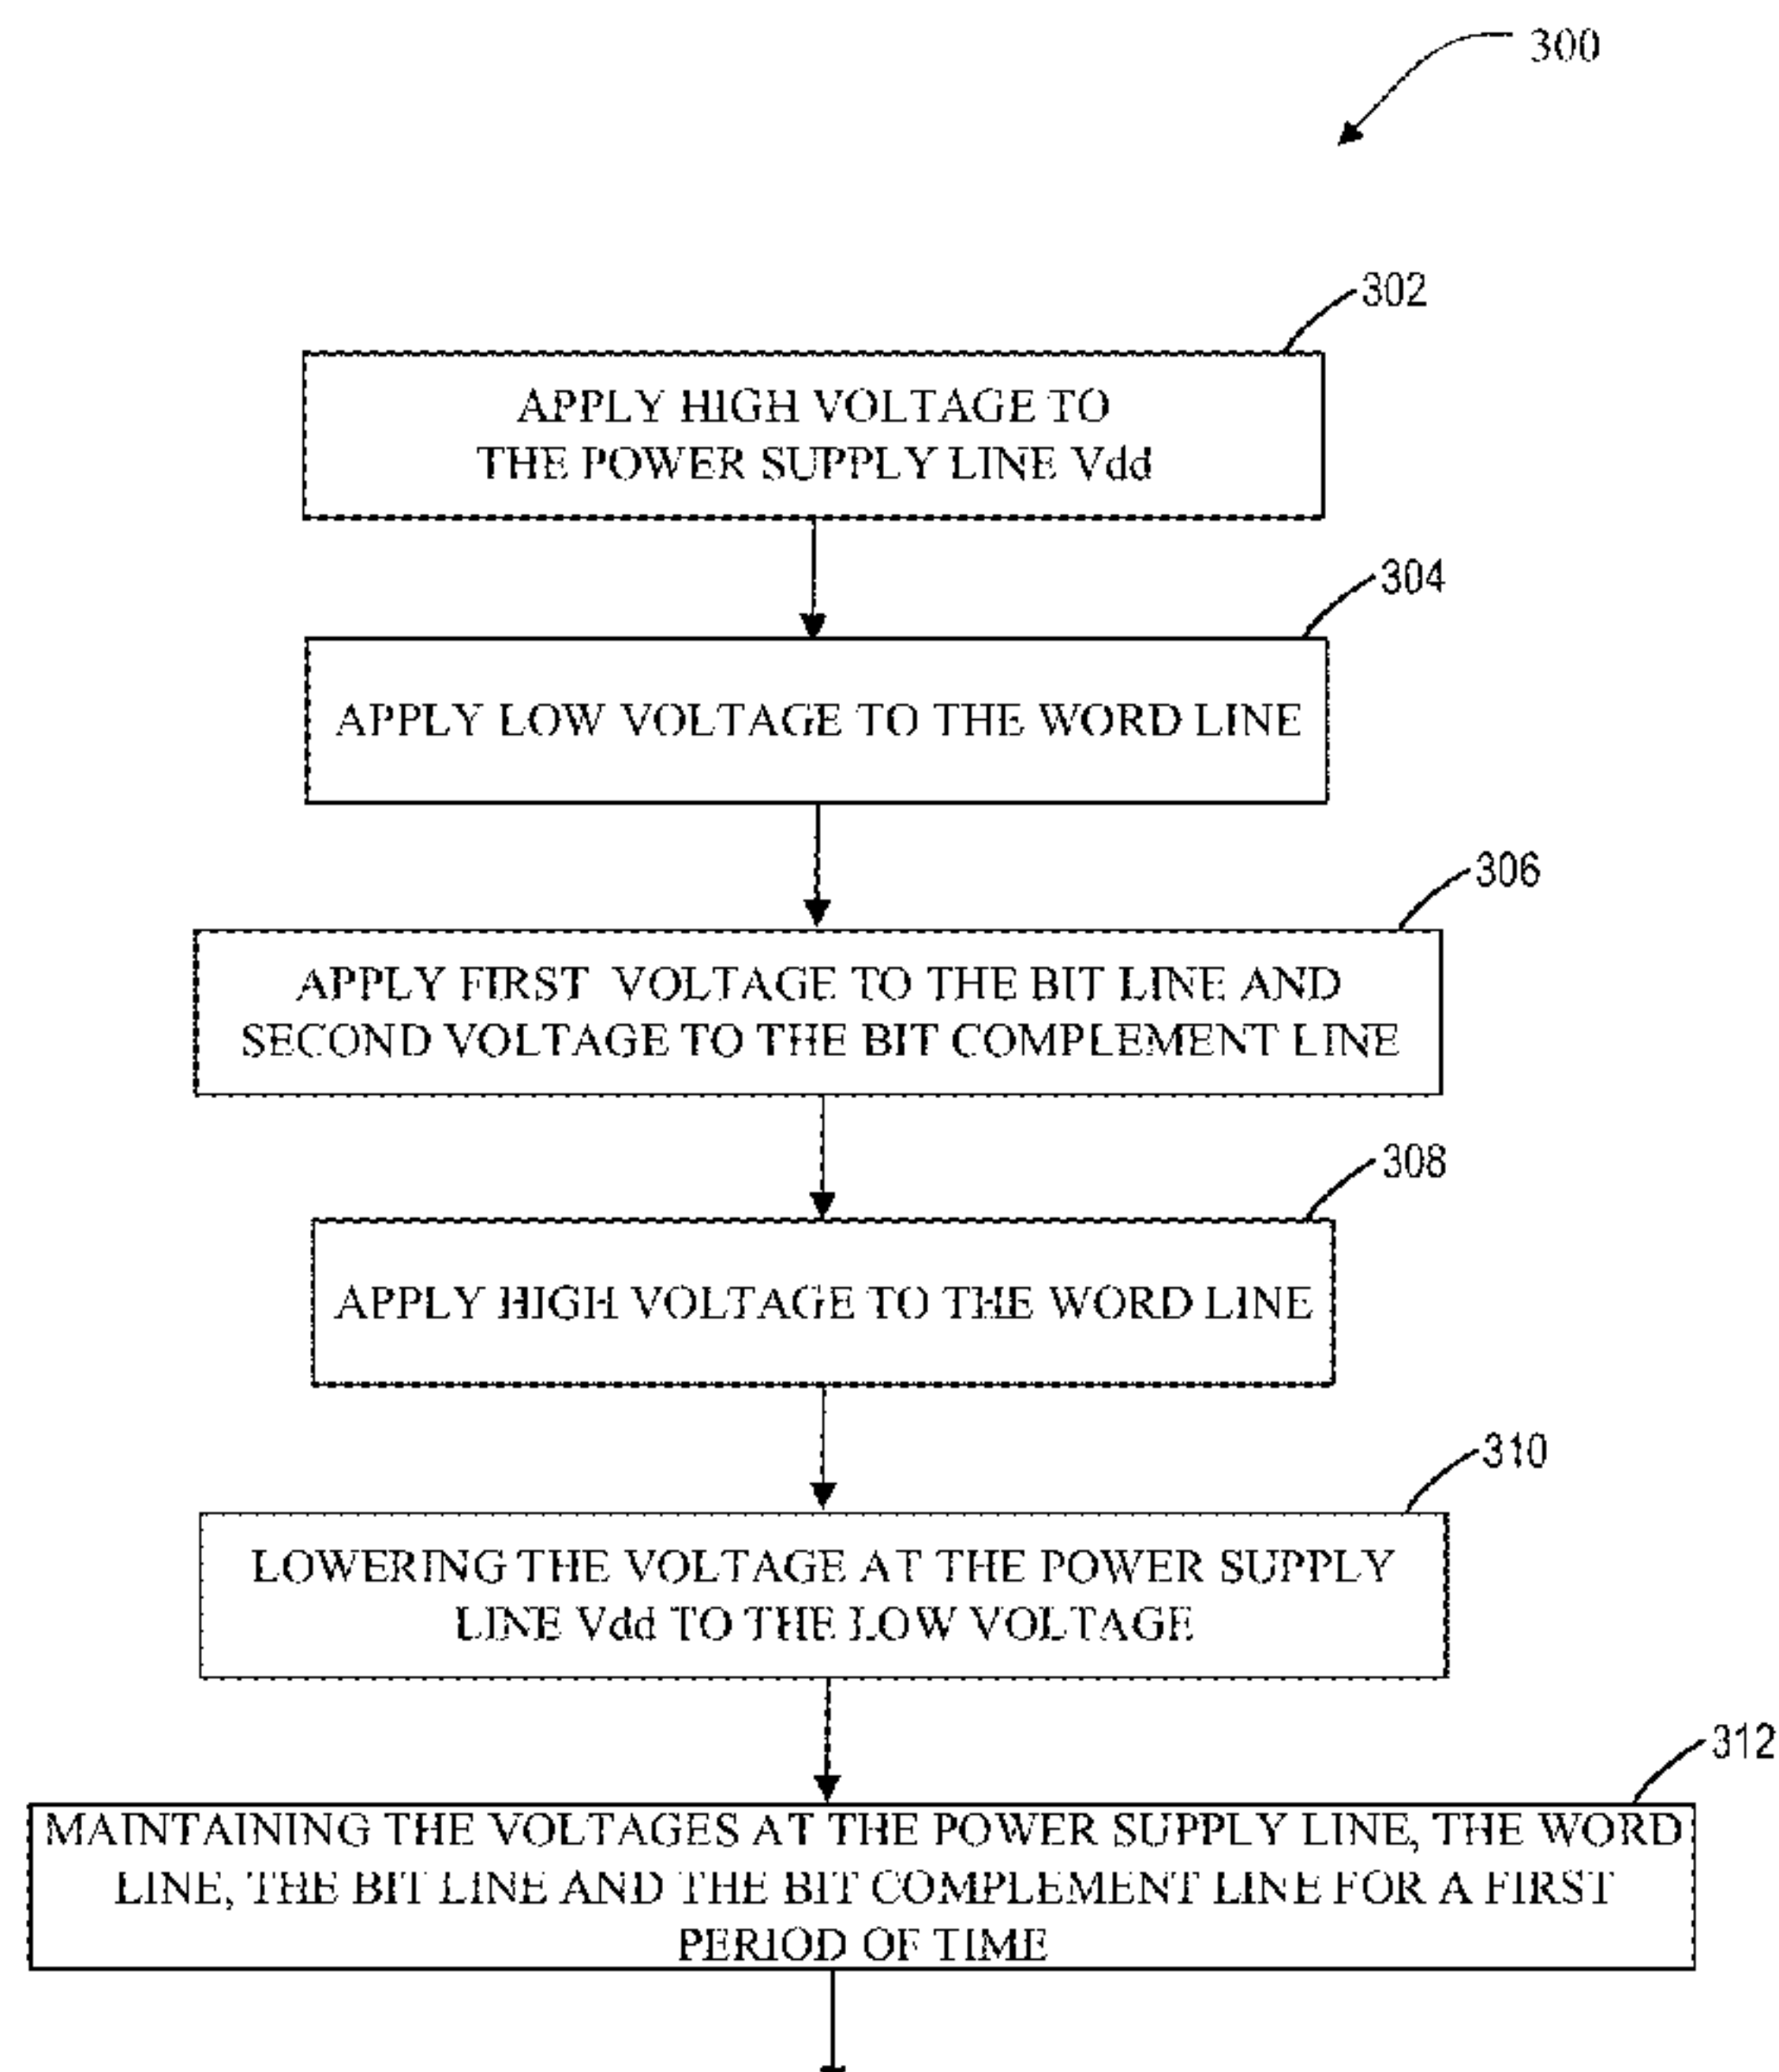 300
302
APPLY HIGH VOLTAGE TO
THE POWER SUPPLY LINE Vdd
304
APPLY LOW VOLTAGE TO THE WORD LINE
306
APPLY FIRST VOLTAGE TO THE BIT LINE AND
SECOND VOLTAGE TO THE BIT COMPLEMENT LINE
308
APPLY HIGH VOLTAGE TO THE WORD LINE
310
LOWERING THE VOLTAGE AT THE POWER SUPPLY
LINE Vdd TO THE LOW VOLTAGE
312
MAINTAINING THE VOLTAGES AT THE POWER SUPPLY LINE, THE WORD
LINE, THE BIT LINE AND THE BIT COMPLEMENT LINE FOR A FIRST
PERIOD OF TIME